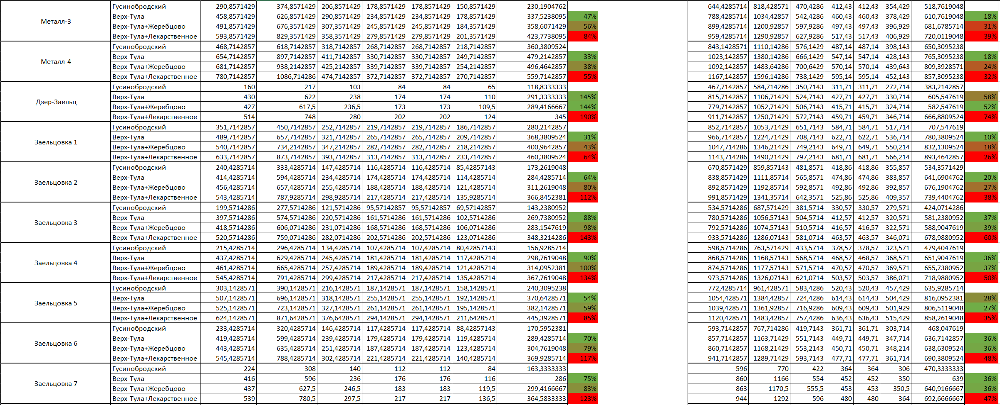 Металл-3
Гусинобродский 290,8571429 374,8571429 206,8571429 178,8571429 178,8571429 150,8571429 230,1904762 644,4285714 818,428571 470,4286 412,43 412,43 354,429 518,7619048
Верх-Тула 458,8571429 626,8571429 290,8571429 234,8571429 234,8571429 178,8571429 337,5238095 47% 788,4285714 1034,42857 542,4286 460,43 460,43 378,429 610,7619048 18%
Верх-Тула+Жеребцово 491,8571429 676,3571429 307,3571429 245,8571429 245,8571429 184,3571429 358,6071429 56% 899,4285714 1200,92857 597,9286 497,43 497,43 396,929 681,6785714 31%
Верх-Тула+Лекарственное 593,8571429 829,3571429 358,3571429 279,8571429 279,8571429 201,3571429 423,7738095 84% 959,4285714 1290,92857 627,9286 517,43 517,43 406,929 720,0119048 39%
Металл-4
Гусинобродский 468,7142857 618,7142857 318,7142857 268,7142857 268,7142857 218,7142857 360,3809524 843,1428571 1110,14286 576,1429 487,14 487,14 398,143 650,3095238
Верх-Тула 654,7142857 897,7142857 411,7142857 330,7142857 330,7142857 249,7142857 479,2142857 33% 1023,142857 1380,14286 666,1429 547,14 547,14 428,143 765,3095238 18%
Верх-Тула+Жеребцово 681,7142857 938,2142857 425,2142857 339,7142857 339,7142857 254,2142857 496,4642857 38% 1092,142857 1483,64286 700,6429 570,14 570,14 439,643 809,3928571 24%
Верх-Тула+Лекарственное 780,7142857 1086,714286 474,7142857 372,7142857 372,7142857 270,7142857 559,7142857 55% 1167,142857 1596,14286 738,1429 595,14 595,14 452,143 857,3095238 32%
Дзер-Заельц
Гусинобродский 160 217 103 84 84 65 118,8333333 467,7142857 584,714286 350,7143 311,71 311,71 272,714 383,2142857
Верх-Тула 430 622 238 174 174 110 291,3333333 145% 815,7142857 1106,71429 524,7143 427,71 427,71 330,714 605,547619 58%
Верх-Тула+Жеребцово 427 617,5 236,5 173 173 109,5 289,4166667 144% 779,7142857 1052,71429 506,7143 415,71 415,71 324,714 582,547619 52%
Верх-Тула+Лекарственное 514 748 280 202 202 124 345 190% 911,7142857 1250,71429 572,7143 459,71 459,71 346,714 666,8809524 74%
Заельцовка 1
Гусинобродский 351,7142857 450,7142857 252,7142857 219,7142857 219,7142857 186,7142857 280,2142857 852,7142857 1053,71429 651,7143 584,71 584,71 517,714 707,547619
Верх-Тула 489,7142857 657,7142857 321,7142857 265,7142857 265,7142857 209,7142857 368,3809524 31% 966,7142857 1224,71429 708,7143 622,71 622,71 536,714 780,3809524 10%
Верх-Тула+Жеребцово 540,7142857 734,2142857 347,2142857 282,7142857 282,7142857 218,2142857 400,9642857 43% 1047,714286 1346,21429 749,2143 649,71 649,71 550,214 832,1309524 18%
Верх-Тула+Лекарственное 633,7142857 873,7142857 393,7142857 313,7142857 313,7142857 233,7142857 460,3809524 64% 1143,714286 1490,21429 797,2143 681,71 681,71 566,214 893,4642857 26%
Заельцовка 2
Гусинобродский 240,4285714 333,4285714 147,4285714 116,4285714 116,4285714 85,42857143 173,2619048 670,8571429 859,857143 481,8571 418,86 418,86 355,857 534,3571429
Верх-Тула 414,4285714 594,4285714 234,4285714 174,4285714 174,4285714 114,4285714 284,4285714 64% 838,8571429 1111,85714 565,8571 474,86 474,86 383,857 641,6904762 20%
Верх-Тула+Жеребцово 456,4285714 657,4285714 255,4285714 188,4285714 188,4285714 121,4285714 311,2619048 80% 892,8571429 1192,85714 592,8571 492,86 492,86 392,857 676,1904762 27%
Верх-Тула+Лекарственное 543,4285714 787,9285714 298,9285714 217,4285714 217,4285714 135,9285714 366,8452381 112% 991,8571429 1341,35714 642,3571 525,86 525,86 409,357 739,4404762 38%
Заельцовка 3
Гусинобродский 199,5714286 277,5714286 121,5714286 95,57142857 95,57142857 69,57142857 143,2380952 534,5714286 687,571429 381,5714 330,57 330,57 279,571 424,0714286
Верх-Тула 397,5714286 574,5714286 220,5714286 161,5714286 161,5714286 102,5714286 269,7380952 88% 780,5714286 1056,57143 504,5714 412,57 412,57 320,571 581,2380952 37%
Верх-Тула+Жеребцово 418,5714286 606,0714286 231,0714286 168,5714286 168,5714286 106,0714286 283,1547619 98% 792,5714286 1074,57143 510,5714 416,57 416,57 322,571 588,9047619 39%
Верх-Тула+Лекарственное 520,5714286 759,0714286 282,0714286 202,5714286 202,5714286 123,0714286 348,3214286 143% 933,5714286 1286,07143 581,0714 463,57 463,57 346,071 678,9880952 60%
Заельцовка 4
Гусинобродский 215,4285714 296,4285714 134,4285714 107,4285714 107,4285714 80,42857143 156,9285714 598,5714286 763,571429 433,5714 378,57 378,57 323,571 479,4047619
Верх-Тула 437,4285714 629,4285714 245,4285714 181,4285714 181,4285714 117,4285714 298,7619048 90% 868,5714286 1168,57143 568,5714 468,57 468,57 368,571 651,9047619 36%
Верх-Тула+Жеребцово 461,4285714 665,4285714 257,4285714 189,4285714 189,4285714 121,4285714 314,0952381 100% 874,5714286 1177,57143 571,5714 470,57 470,57 369,571 655,7380952 37%
Верх-Тула+Лекарственное 545,4285714 791,4285714 299,4285714 217,4285714 217,4285714 135,4285714 367,7619048 134% 973,5714286 1326,07143 621,0714 503,57 503,57 386,071 718,9880952 50%
Заельцовка 5
Гусинобродский 303,1428571 390,1428571 216,1428571 187,1428571 187,1428571 158,1428571 240,3095238 772,4285714 961,428571 583,4286 520,43 520,43 457,429 635,9285714
Верх-Тула 507,1428571 696,1428571 318,1428571 255,1428571 255,1428571 192,1428571 370,6428571 54% 1054,428571 1384,42857 724,4286 614,43 614,43 504,429 816,0952381 28%
Верх-Тула+Жеребцово 525,1428571 723,1428571 327,1428571 261,1428571 261,1428571 195,1428571 382,1428571 59% 1039,428571 1361,92857 716,9286 609,43 609,43 501,929 806,5119048 27%
Верх-Тула+Лекарственное 624,1428571 871,6428571 376,6428571 294,1428571 294,1428571 211,6428571 445,3928571 85% 1120,428571 1483,42857 757,4286 636,43 636,43 515,429 858,2619048 35%
Заельцовка 6
Гусинобродский 233,4285714 320,4285714 146,4285714 117,4285714 117,4285714 88,42857143 170,5952381 593,7142857 767,714286 419,7143 361,71 361,71 303,714 468,047619
Верх-Тула 419,4285714 599,4285714 239,4285714 179,4285714 179,4285714 119,4285714 289,4285714 70% 857,7142857 1163,71429 551,7143 449,71 449,71 347,714 636,7142857 36%
Верх-Тула+Жеребцово 443,4285714 635,4285714 251,4285714 187,4285714 187,4285714 123,4285714 304,7619048 79% 860,7142857 1168,21429 553,2143 450,71 450,71 348,214 638,6309524 36%
Верх-Тула+Лекарственное 545,4285714 788,4285714 302,4285714 221,4285714 221,4285714 140,4285714 369,9285714 117% 941,7142857 1289,71429 593,7143 477,71 477,71 361,714 690,3809524 48%
Заельцовка 7
Гусинобродский 224 308 140 112 112 84 163,3333333 596 770 422 364 364 306 470,3333333
Верх-Тула 416 596 236 176 176 116 286 75% 860 1166 554 452 452 350 639 36%
Верх-Тула+Жеребцово 437 627,5 246,5 183 183 119,5 299,4166667 83% 863 1170,5 555,5 453 453 350,5 640,9166667 36%
Верх-Тула+Лекарственное 539 780,5 297,5 217 217 136,5 364,5833333 123% 944 1292 596 480 480 364 692,6666667 47%